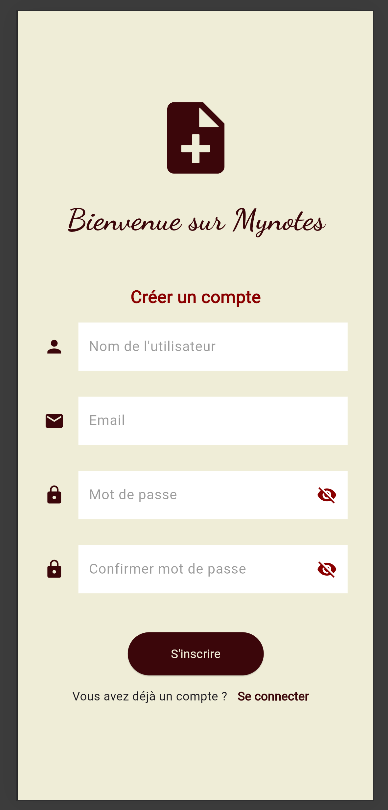 Bienvenue sur Mynotes
Créer un compte
Nom de l'utilisateur
Email
Mot de passe
Confirmer mot de passe
S'inscrire
Vous avez déjà un compte ? Se connecter